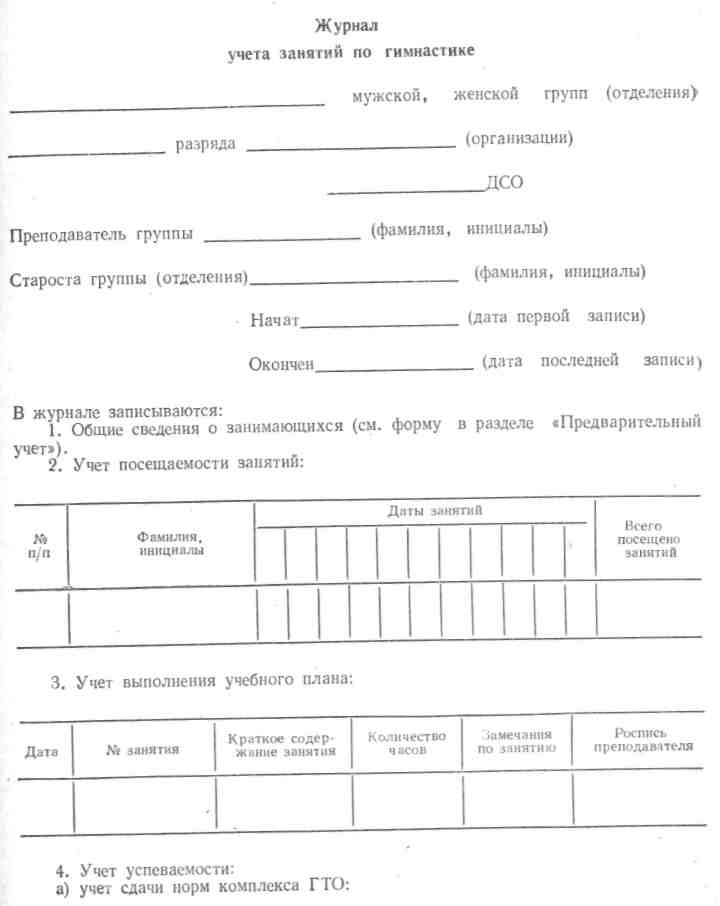 Журнал
учета занятий по гимнастике
мужской, женской групп (отделения)
разряда (организации)
ДСО
Преподаватель группы (фамилия, инициалы)
Староста группы (отделения) (фамилия, инициалы)
Начат (дата первой записи)
Окончен (дата последней записи)
В журнале записываются:
1. Общие сведения о занимающихся (см. форму в разделе «Предварительный
учет»).
2. Учет посещаемости занятий:
№
п/п
Фамилия,
инициалы
Даты занятий
Всего
посещено
занятий
3. Учет выполнения учебного плана:
Дата
№ занятия
Краткое содер-
жание занятия
Количество
часов
Замечания
по занятию
Роспись
преподавателя
4. Учет успеваемости:
а) учет сдачи норм комплекса ГТО: